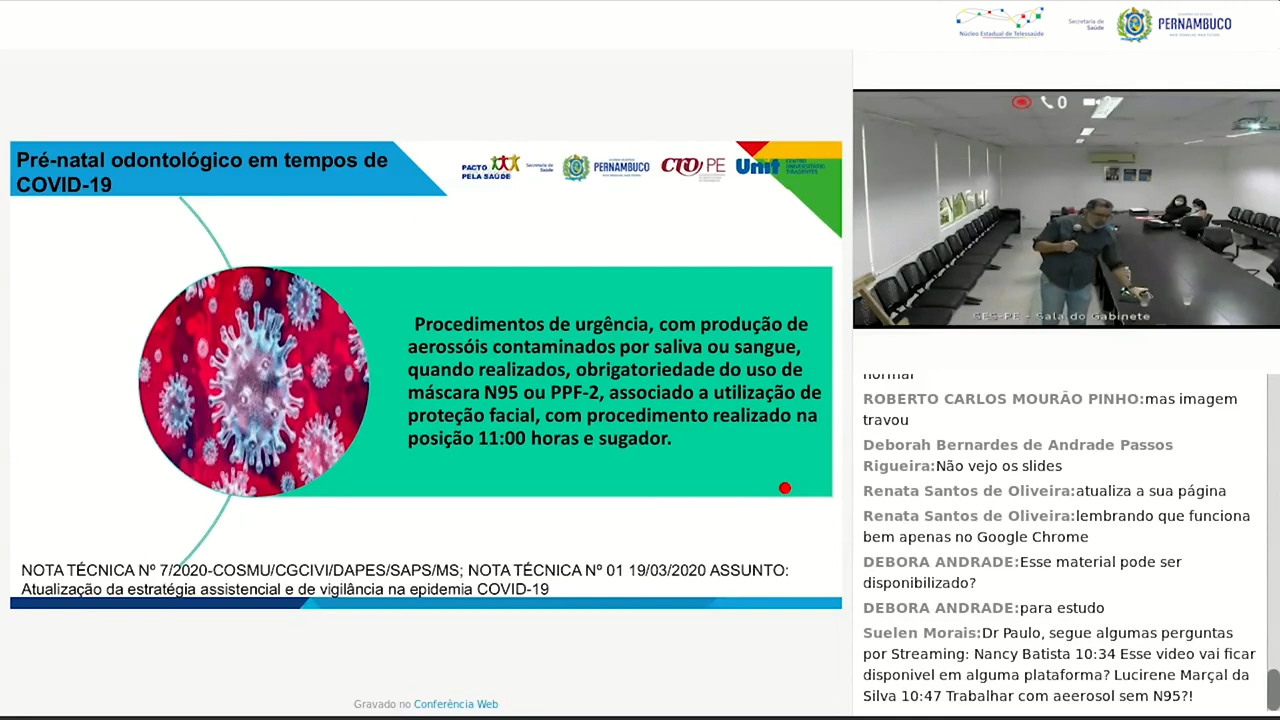 Núcleo Estadual de Telessaúde
Secretaria de
Saúde
PERNAMBUCO
Pré-natal odontológico em tempos de
COVID-19
PACTO
PELA SAÚDE
Secretaria de
Saúde
PERNAMBUCO
CRO PE
Unit
CENTRO
UNIVERSITÁRIO
TIRADENTES
Procedimentos de urgência, com produção de
aerossóis contaminados por saliva ou sangue,
quando realizados, obrigatoriedade do uso de
máscara N95 ou PPF-2, associado a utilização de
proteção facial, com procedimento realizado na
posição 11:00 horas e sugador.
NOTA TÉCNICA Nº 7/2020-COSMU/CGCIVI/DAPES/SAPS/MS; NOTA TÉCNICA Nº 01 19/03/2020 ASSUNTO:
Atualização da estratégia assistencial e de vigilância na epidemia COVID-19
Gravado no Conferência Web
0
SES-PE - Sala do Gabinete
normal
ROBERTO CARLOS MOURÃO PINHO:mas imagem
travou
Deborah Bernardes de Andrade Passos
Rigueira:Não vejo os slides
Renata Santos de Oliveira:atualiza a sua página
Renata Santos de Oliveira:lembrando que funciona
bem apenas no Google Chrome
DEBORA ANDRADE:Esse material pode ser
disponibilizado?
DEBORA ANDRADE:para estudo
Suelen Morais:Dr Paulo, segue algumas perguntas
por Streaming: Nancy Batista 10:34 Esse video vai ficar
disponivel em alguma plataforma? Lucirene Marçal da
Silva 10:47 Trabalhar com aeerosol sem N95?!